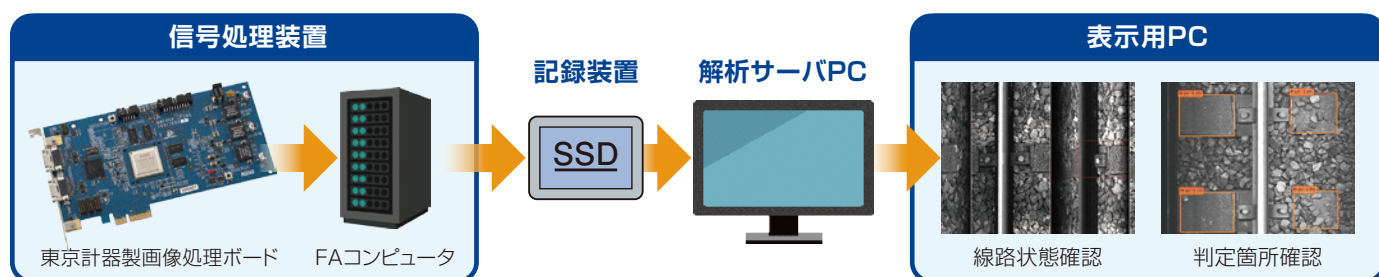 信号処理装置
東京計器製画像処理ボード
FAコンピュータ
記録装置
SSD
解析サーバPC
表示用PC
線路状態確認
判定箇所確認